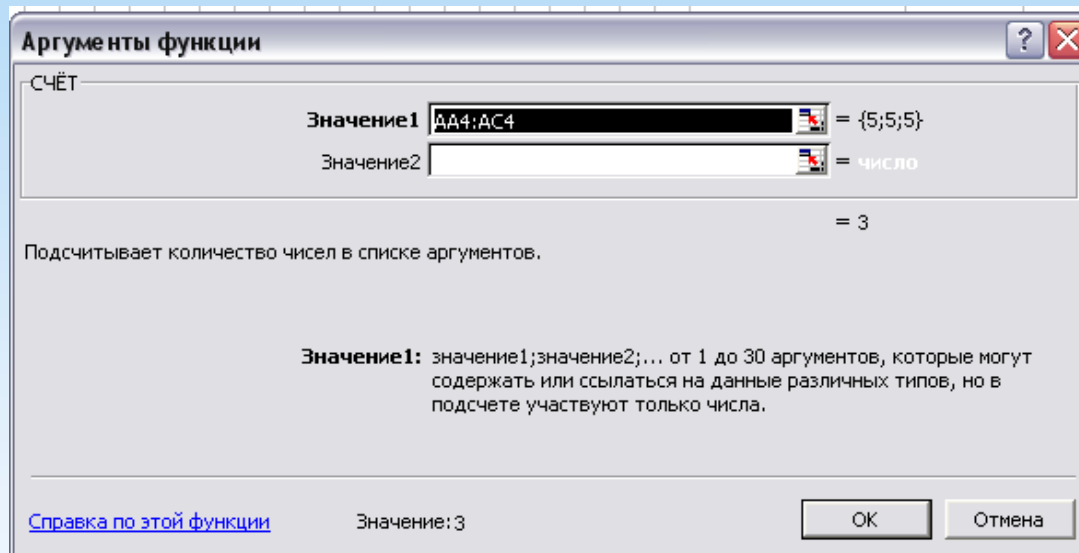 Аргументы функции
СЧЁТ
Значение1 AA4:AC4 = {5;5;5}
Значение2 = число
= 3
Подсчитывает количество чисел в списке аргументов.
Значение1: значение1;значение2;... от 1 до 30 аргументов, которые могут
содержать или ссылаться на данные различных типов, но в
подсчете участвуют только числа.
Справка по этой функции Значение:3 OK Отмена